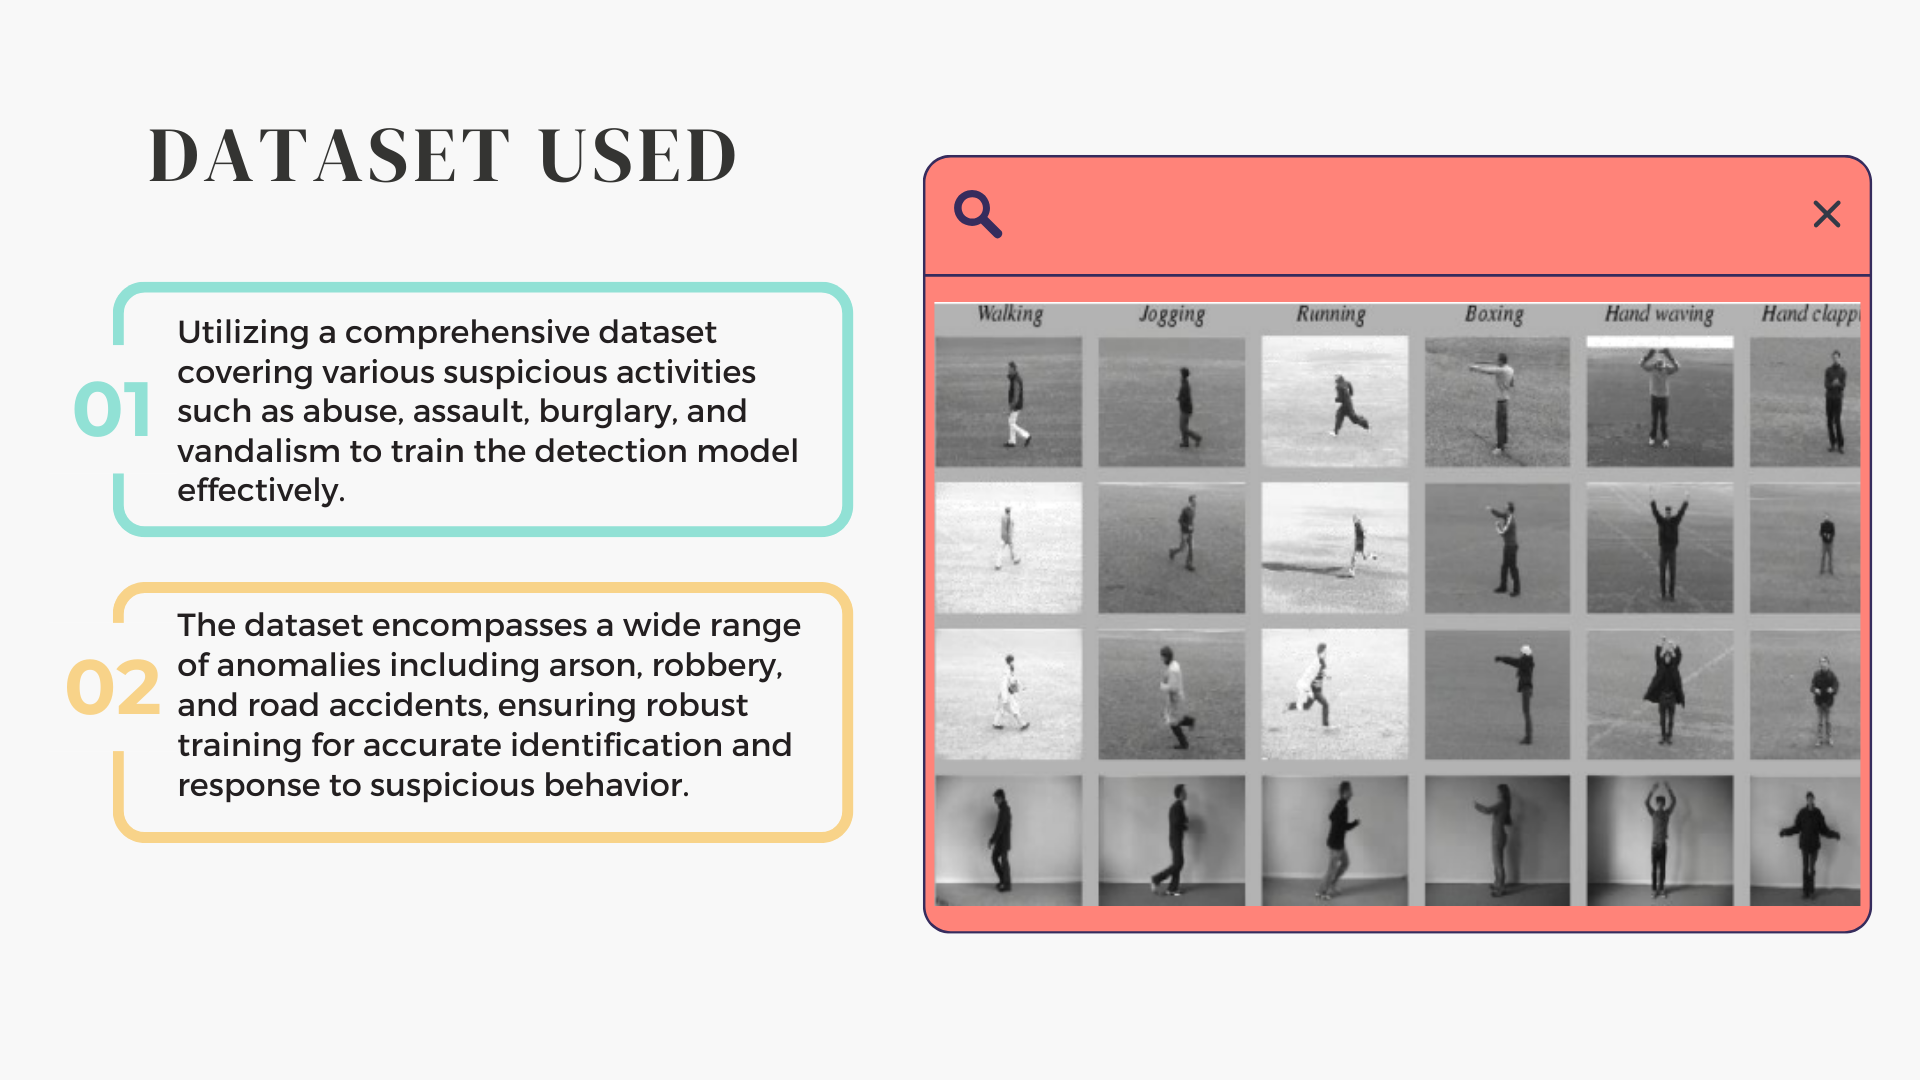 DATASET USED
01
Utilizing a comprehensive dataset
covering various suspicious activities
such as abuse, assault, burglary, and
vandalism to train the detection model
effectively.
02
The dataset encompasses a wide range
of anomalies including arson, robbery,
and road accidents, ensuring robust
training for accurate identification and
response to suspicious behavior.
Walking Jogging Running Boxing Hand waving Hand clapp